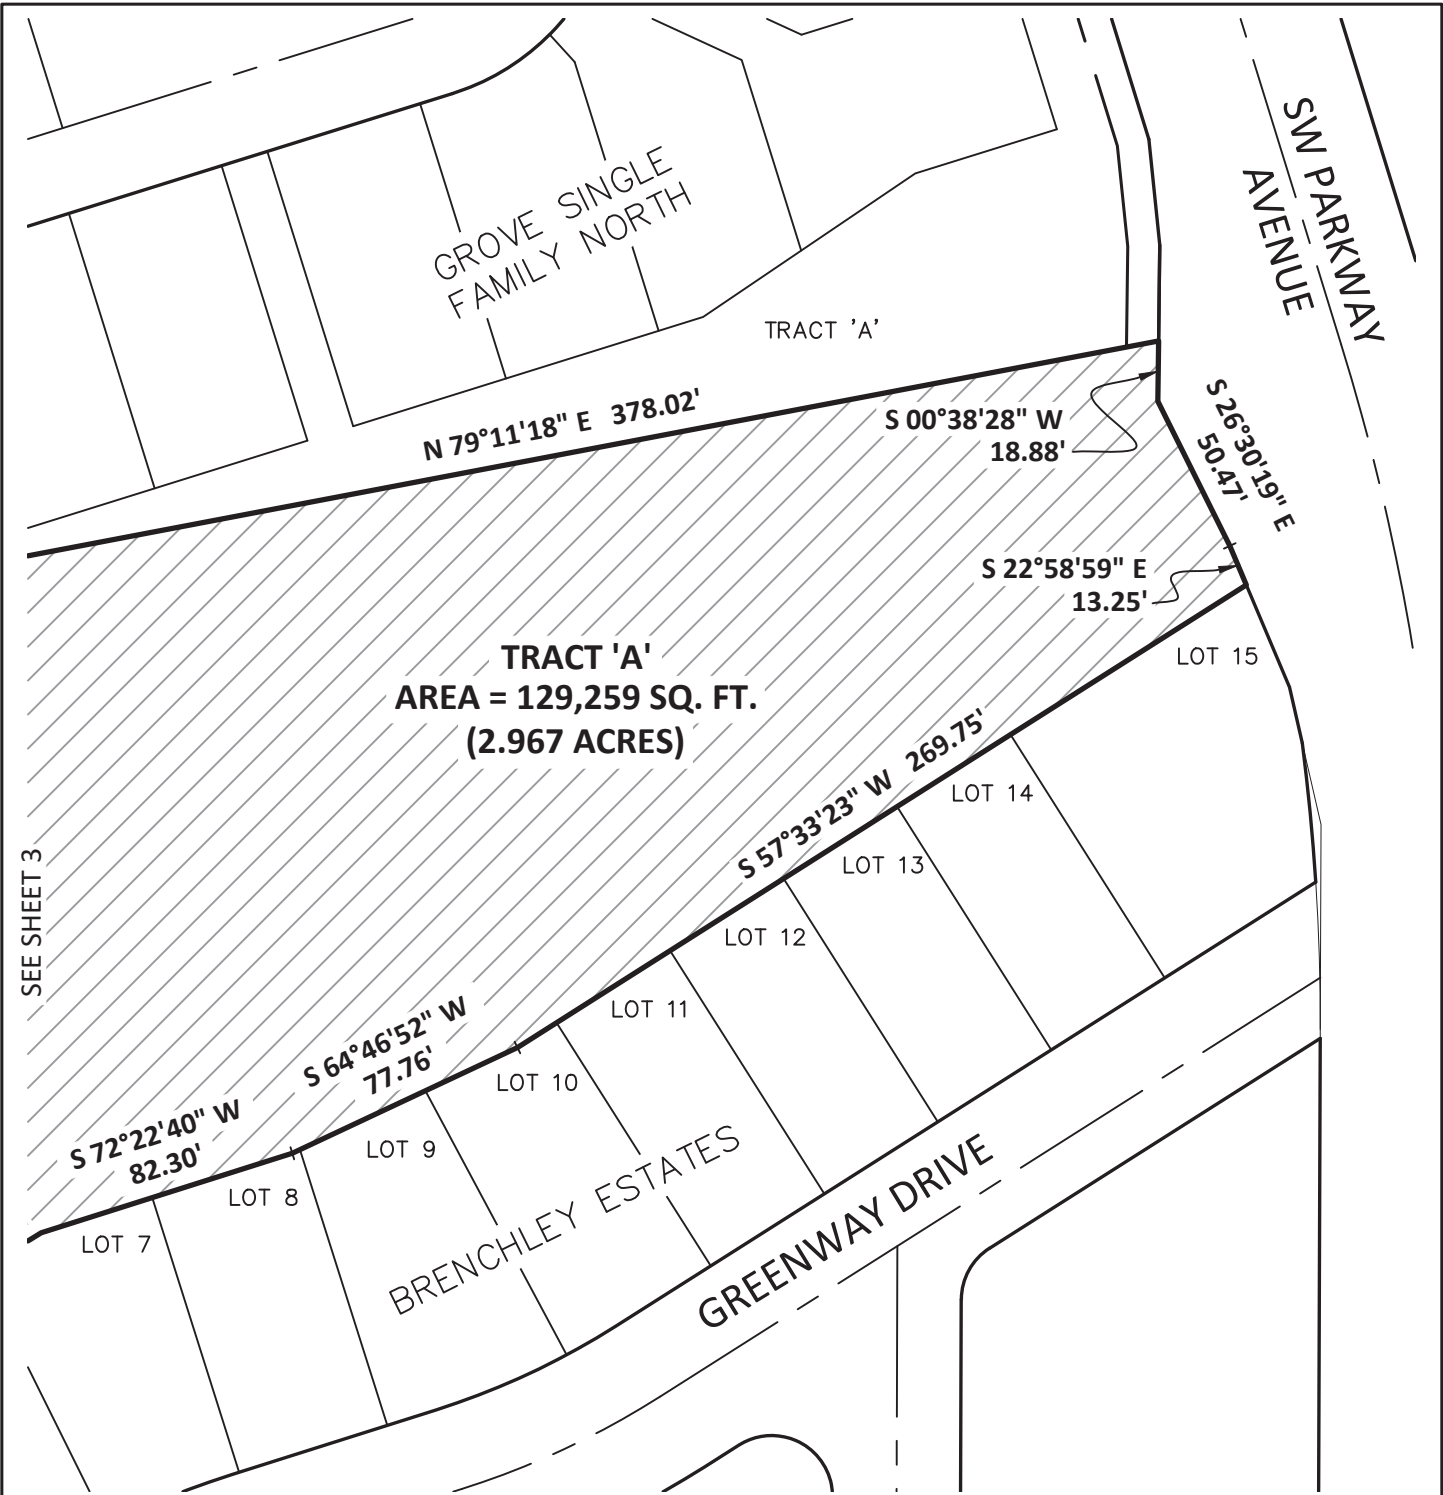 SW PARKWAY
AVENUE
GROVE SINGLE
FAMILY NORTH
TRACT 'A'
N 79°11'18" E 378.02'
S 00°38'28" W
18.88'
S 26°30'19" E
50.47'
S 22°58'59" E
13.25'
TRACT 'A'
AREA = 129,259 SQ. FT.
(2.967 ACRES)
LOT 15
S 57°33'23" W 269.75'
LOT 14
LOT 13
LOT 12
SEE SHEET 3
LOT 11
S 64°46'52" W
77.76'
LOT 10
S 72°22'40" W
82.30'
LOT 9
LOT 8
LOT 7
BRENCHLEY ESTATES
GREENWAY DRIVE